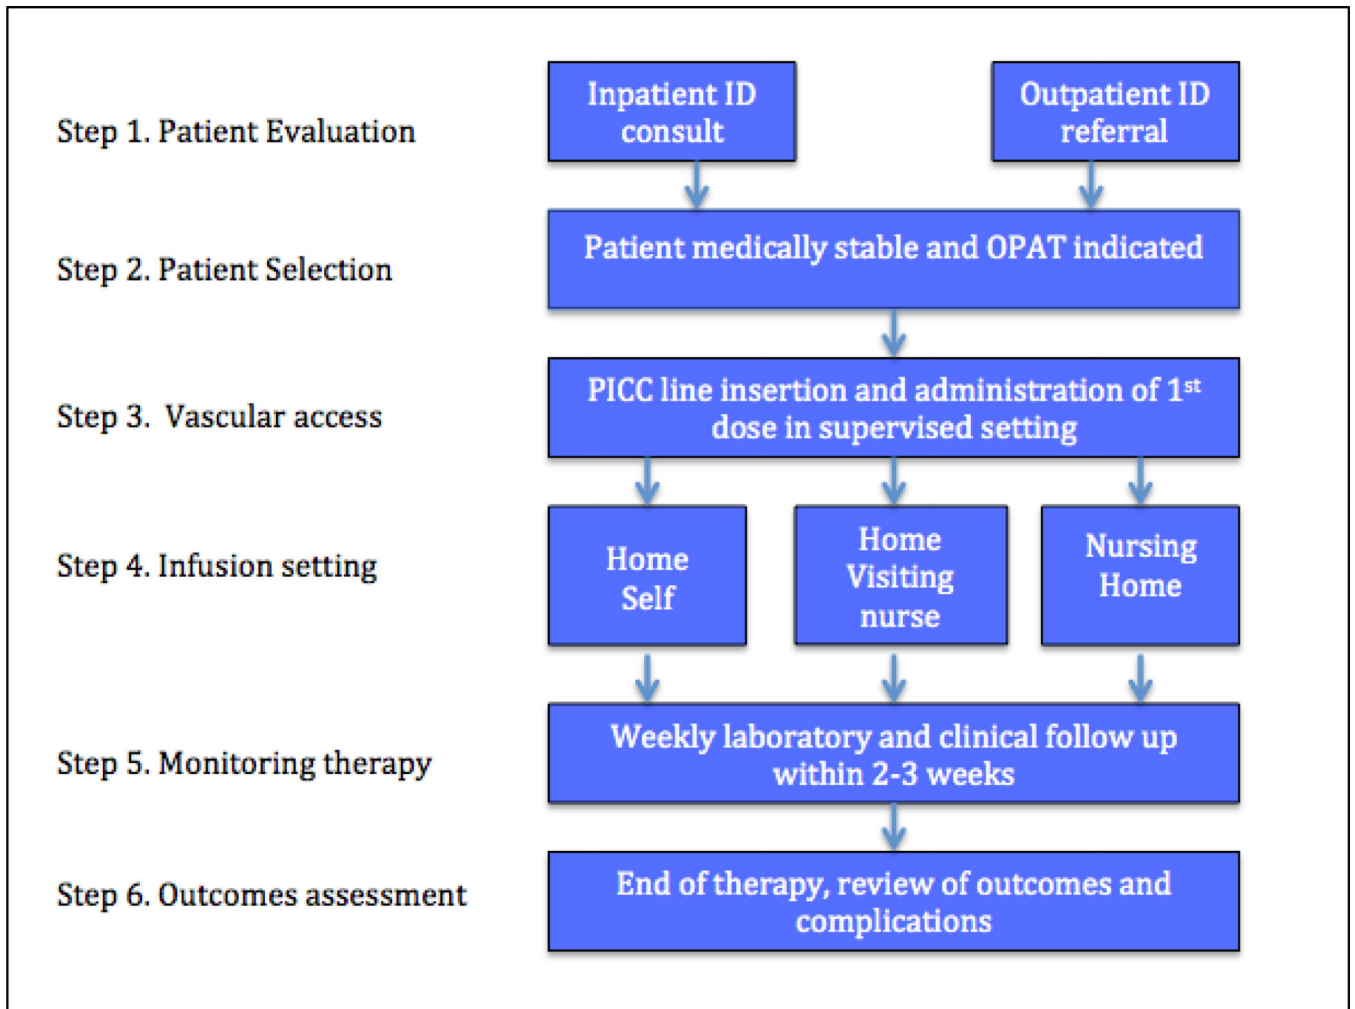 Step 1. Patient Evaluation
Inpatient ID
consult
Outpatient ID
referral
Step 2. Patient Selection
Patient medically stable and OPAT indicated
Step 3.  Vascular access
PICC line insertion and administration of 1st
dose in supervised setting
Step 4. Infusion setting
Home
Self
Home
Visiting
nurse
Nursing
Home
Step 5. Monitoring therapy
Weekly laboratory and clinical follow up
within 2-3 weeks
Step 6. Outcomes assessment
End of therapy, review of outcomes and
complications